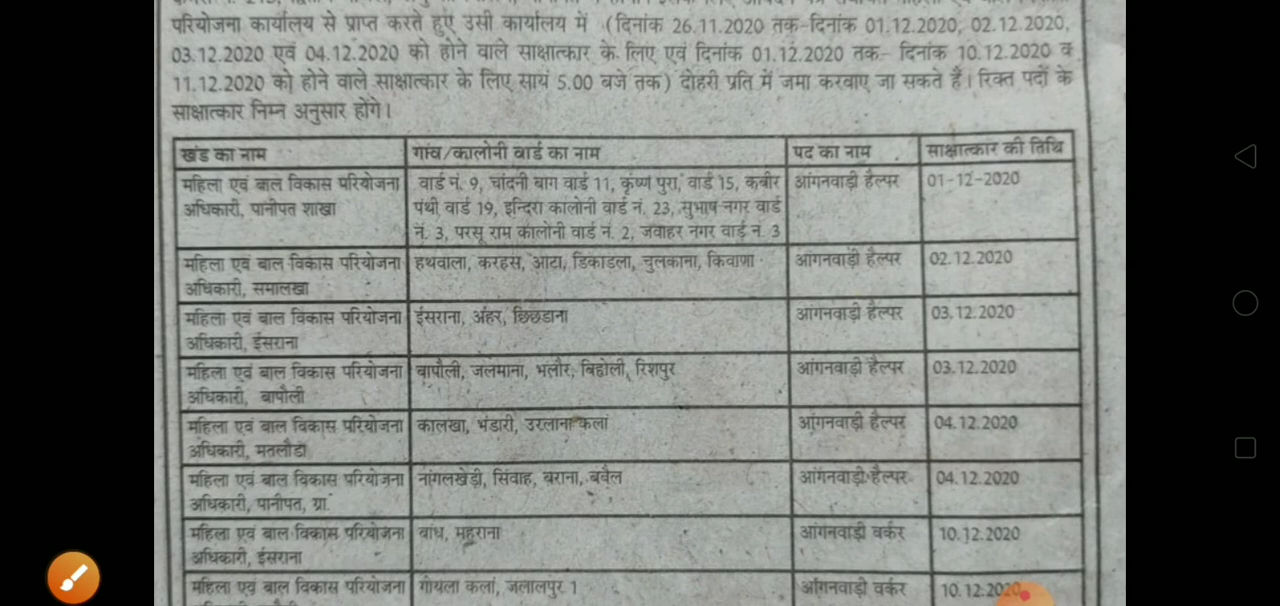 परियोजना कार्यालय से प्राप्त करते हुए उसी कार्यालय में (दिनांक 26.11.2020 तक-दिनांक 01.12.2020, 02.12.2020,
03.12.2020 एवं 04.12.2020 को होने वाले साक्षात्कार के लिए एवं दिनांक 01.12.2020 तक- दिनांक 10.12.2020 व
11.12.2020 को होने वाले साक्षात्कार के लिए सायं 5.00 बजे तक) दोहरी प्रति में जमा करवाए जा सकते हैं। रिक्त पदों के
साक्षात्कार निम्न अनुसार होंगे।
खंड का नाम गांव/कालोनी वार्ड का नाम पद का नाम साक्षात्कार की तिथि
महिला एवं बाल विकास परियोजना वार्ड नं. 9, चांदनी बाग वार्ड 11, कृष्ण पुरा, वार्ड 15, कबीर आंगनवाड़ी हैल्पर 01-12-2020
अधिकारी, पानीपत शाखा पंथी वार्ड 19, इन्दिरा कालोनी वार्ड नं. 23, सुभाष नगर वार्ड
नं. 3, परसू राम कालोनी वार्ड नं. 2, जवाहर नगर वार्ड नं. 3
महिला एवं बाल विकास परियोजना हथवाला, करहस, आटा, डिकाडला, चुलकाना, किवाणा आंगनवाड़ी हैल्पर 02.12.2020
अधिकारी, समालखा
महिला एवं बाल विकास परियोजना ईसराना, अहर, छिछडाना आंगनवाड़ी हैल्पर 03.12.2020
अधिकारी, ईसराना
महिला एवं बाल विकास परियोजना बापौली, जलमाना, भलौर, बिहोली, रिशपुर आंगनवाड़ी हैल्पर 03.12.2020
अधिकारी, बापौली
महिला एवं बाल विकास परियोजना कालखा, भंडारी, उरलाना कलां आंगनवाड़ी हैल्पर 04.12.2020
अधिकारी, मतलौडा
महिला एवं बाल विकास परियोजना नांगलखेड़ी, सिंवाह, बराना, बबैल आंगनवाड़ी हैल्पर 04.12.2020
अधिकारी, पानीपत, ग्रा.
महिला एवं बाल विकास परियोजना बांध, महराना आंगनवाड़ी वर्कर 10.12.2020
अधिकारी, ईसराना
महिला एवं बाल विकास परियोजना गोयला कलां, जलालपुर 1 आंगनवाड़ी वर्कर 10.12.2020